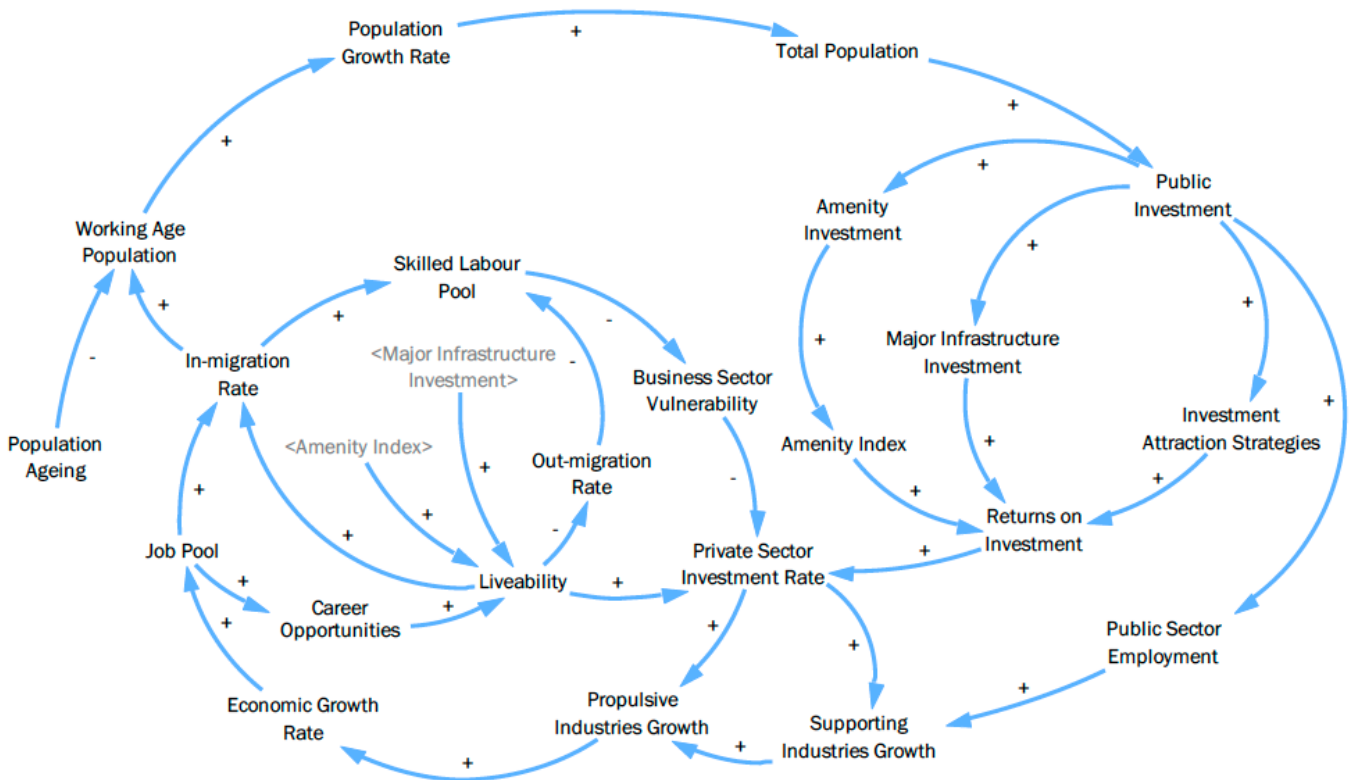 Population
Growth Rate
+
Total Population
+
+
+
Public
Investment
Amenity
Investment
Working Age
Population
+
Skilled Labour
Pool
+
+
+
-
-
+
Major Infrastructure
Investment
<Major Infrastructure
Investment>
-
In-migration
Rate
-
Business Sector
Vulnerability
+
Investment
Attraction Strategies
Population
Ageing
<Amenity Index>
Amenity Index
+
+
Out-migration
Rate
+
-
+
+
+
+
-
+
Returns on
Investment
Job Pool
Private Sector
Investment Rate
+
+
Liveability
+
Career
Opportunities
+
+
+
+
Public Sector
Employment
Economic Growth
Rate
Propulsive
Industries Growth
Supporting
Industries Growth
+
+
+